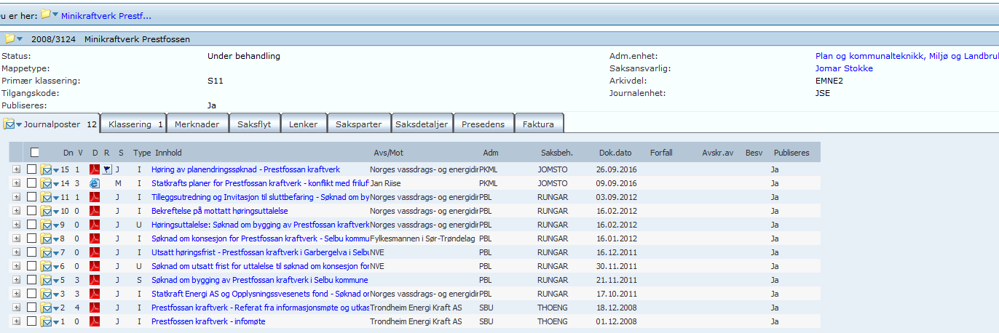 u er her: Minikraftverk Prestf...
2008/3124 Minikraftverk Prestfossen
Status: Under behandling Adm.enhet: Plan og kommunalteknikk, Miljø og Landbruk
Mappetype: Saksansvarlig: Jomar Stokke
Primær klassering: S11 Arkivdel: EMNE2
Tilgangskode: Journalenhet: JSE
Publiseres: Ja
Journalposter 12 Klassering 1 Merknader Saksflyt Lenker Saksparter Saksdetaljer Presedens Faktura
Dn V D R S Type Innhold Avs/Mot Adm Saksbeh. Dok.dato Forfall Avskr.av Besv Publiseres
15 1 J I Høring av planendringssøknad - Prestfossan kraftverk Norges vassdrags- og energidir PKML JOMSTO 26.09.2016 Ja
14 3 M I Statkrafts planer for Prestfossan kraftverk - konflikt med friluf Jan Riise PKML JOMSTO 09.09.2016 Ja
11 1 J I Tilleggsutredning og Invitasjon til sluttbefaring - Søknad om by Norges vassdrags- og energidir PBL RUNGAR 03.09.2012 Ja
10 0 J I Bekreftelse på mottatt høringsuttalelse Norges vassdrags- og energidir PBL RUNGAR 16.02.2012 Ja
9 0 J U Høringsuttalelse: Søknad om bygging av Prestfossan kraftverk Norges vassdrags- og energidir PBL RUNGAR 16.02.2012 Ja
8 0 J I Søknad om konsesjon for Prestfossan kraftverk - Selbu kommu Fylkesmannen i Sør-Trøndelag PBL RUNGAR 16.01.2012 Ja
7 0 J I Utsatt høringsfrist - Prestfossan kraftverk i Garbergelva i Selbu NVE PBL RUNGAR 16.12.2011 Ja
6 0 J U Søknad om utsatt frist for uttalelse til søknad om konsesjon for NVE PBL RUNGAR 30.11.2011 Ja
5 3 J S Søknad om bygging av Prestfossan kraftverk i Selbu kommune PBL RUNGAR 21.11.2011 Ja
3 3 J I Statkraft Energi AS og Opplysningssvesenets fond - Søknad or Norges vassdrags- og energidir PBL RUNGAR 17.10.2011 Ja
2 4 J I Prestfossan kraftverk - Referat fra informasjonsmøte og utkas Trondheim Energi Kraft AS SBU THOENG 18.12.2008 Ja
1 0 J I Prestfossen kraftverk - infomøte Trondheim Energi Kraft AS SBU THOENG 01.12.2008 Ja